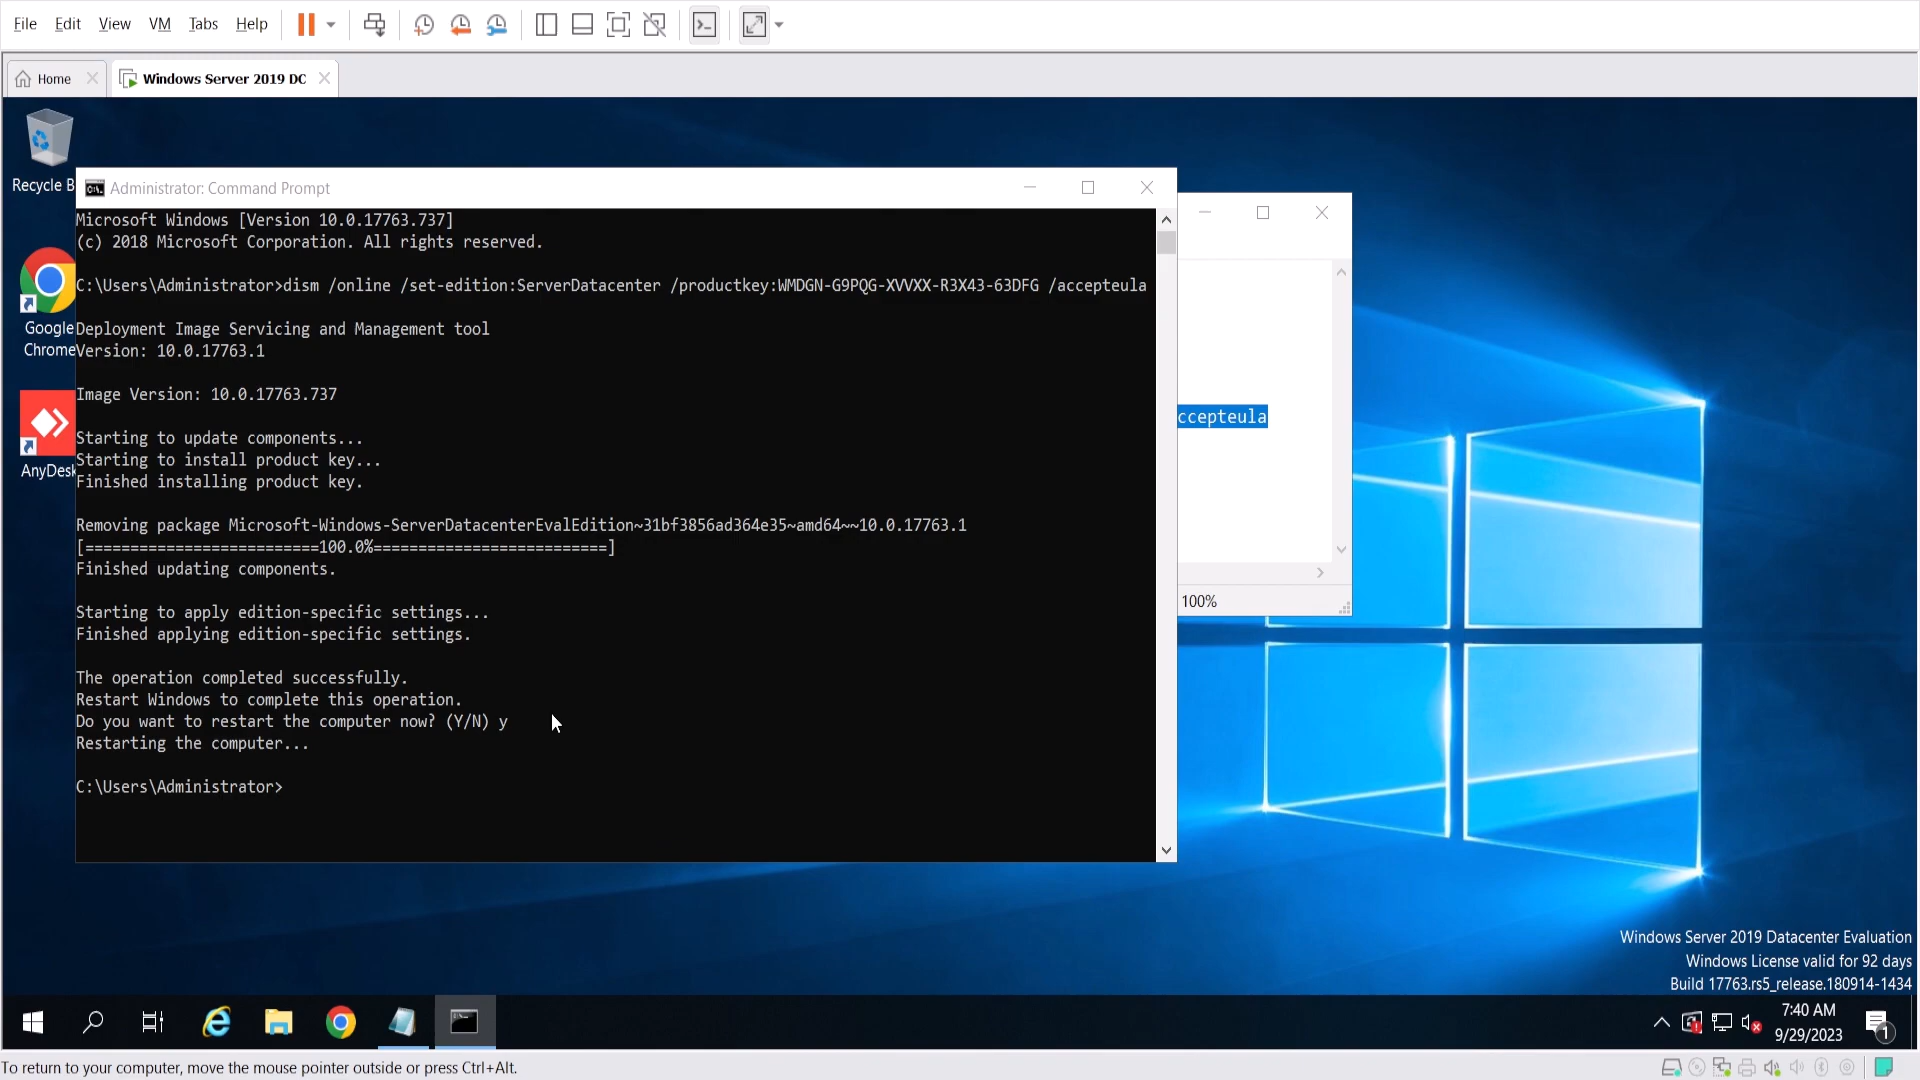 File Edit View VM Tabs Help
Home
Windows Server 2019 DC
Recycle B
Administrator: Command Prompt
Microsoft Windows [Version 10.0.17763.737]
(c) 2018 Microsoft Corporation. All rights reserved.
C:\Users\Administrator>dism /online /set-edition:ServerDatacenter /productkey:WMDGN-G9PQG-XVVXX-R3X43-63DFG /accepteula
Google
Chrome
Deployment Image Servicing and Management tool
Version: 10.0.17763.1
Image Version: 10.0.17763.737
ccepteula
AnyDesk
Starting to update components...
Starting to install product key...
Finished installing product key.
Removing package Microsoft-Windows-ServerDatacenterEvalEdition~31bf3856ad364e35~amd64~~10.0.17763.1
[==========================100.0%==========================]
Finished updating components.
100%
Starting to apply edition-specific settings...
Finished applying edition-specific settings.
The operation completed successfully.
Restart Windows to complete this operation.
Do you want to restart the computer now? (Y/N) y
Restarting the computer...
C:\Users\Administrator>
Windows Server 2019 Datacenter Evaluation
Windows License valid for 92 days
Build 17763.rs5_release.180914-1434
7:40 AM
9/29/2023
1
To return to your computer, move the mouse pointer outside or press Ctrl+Alt.